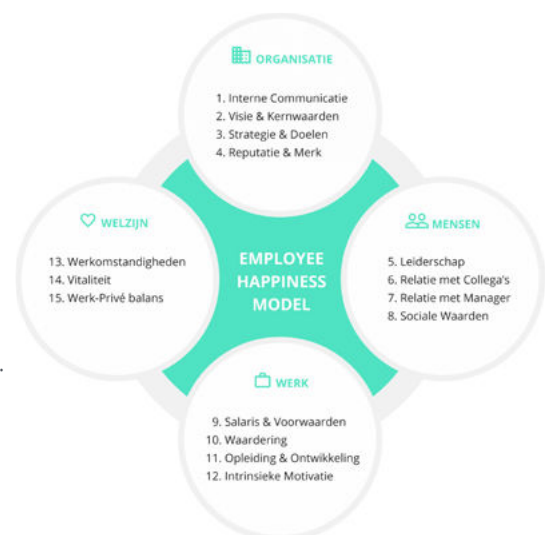 ORGANISATIE
1. Interne Communicatie
2. Visie & Kernwaarden
3. Strategie & Doelen
4. Reputatie & Merk
WELZIJN
13. Werkomstandigheden
14. Vitaliteit
15. Werk-Privé balans
EMPLOYEE
HAPPINESS
MODEL
MENSEN
5. Leiderschap
6. Relatie met Collega's
7. Relatie met Manager
8. Sociale Waarden
.
WERK
9. Salaris & Voorwaarden
10. Waardering
11. Opleiding & Ontwikkeling
12. Intrinsieke Motivatie